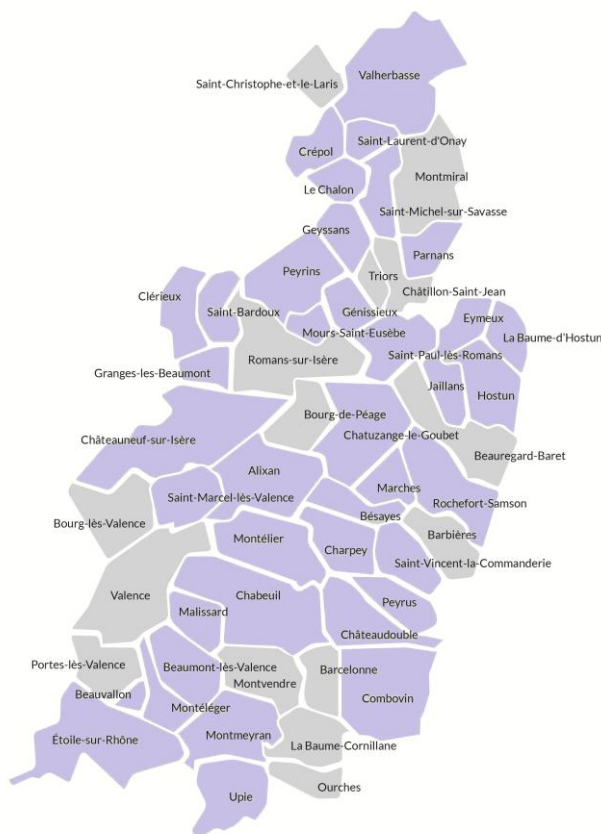 Valherbasse
Saint-Christophe-et-le-Laris
Saint-Laurent-d'Onay
Crépol
Montmiral
Le Chalon
Saint-Michel-sur-Savasse
Geyssans
Parnans
Peyrins
Triors
Châtillon-Saint-Jean
Clérieux
Saint-Bardoux
Génissieux
Eymeux
Mours-Saint-Eusèbe
La Baume-d'Hostun
Saint-Paul-lès-Romans
Romans-sur-Isère
Granges-les-Beaumont
Jaillans
Hostun
Bourg-de-Péage
Châteauneuf-sur-Isère
Chatuzange-le-Goubet
Beauregard-Baret
Alixan
Marches
Saint-Marcel-lès-Valence
Rochefort-Samson
Bésayes
Bourg-lès-Valence
Barbières
Montélier
Charpey
Saint-Vincent-la-Commanderie
Valence
Chabeuil
Peyrus
Malissard
Châteaudouble
Portes-lès-Valence
Beaumont-lès-Valence
Barcelonne
Montvendre
Beauvallon
Combovin
Montéléger
Étoile-sur-Rhône
Montmeyran
La Baume-Cornillane
Ourches
Upie